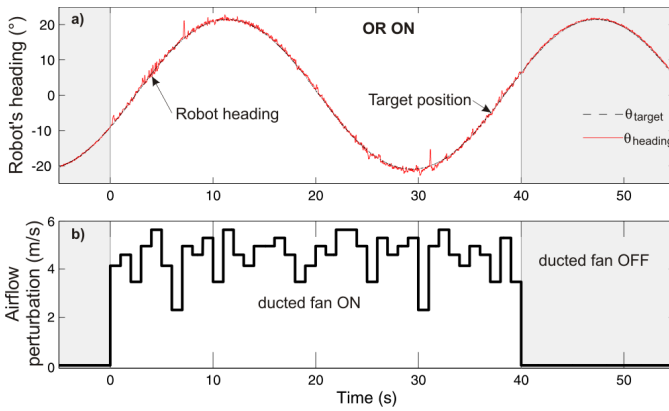 a)
OR ON
Robot's heading (°)
20
10
0
-10
-20
Robot heading
Target position
θtarget
θheading
0
10
20
30
40
50
b)
Airflow
perturbation (m/s)
6
4
2
0
ducted fan ON
ducted fan OFF
0
10
20
30
40
50
Time (s)